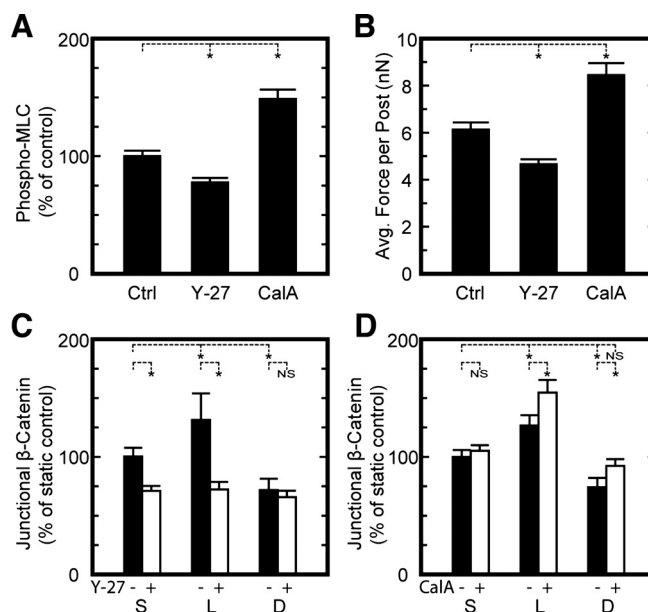 A
200
100
0
Phospho-MLC
(% of control)
* *
Ctrl Y-27 CalA
B
10
8
6
4
2
0
Avg. Force per Post (nN)
* *
Ctrl Y-27 CalA
C
200
100
0
Junctional β-Catenin
(% of static control)
* *
* * NS
Y-27 - + - + - +
S L D
D
200
100
0
Junctional β-Catenin
(% of static control)
* * NS
NS * *
CalA - + - + - +
S L D